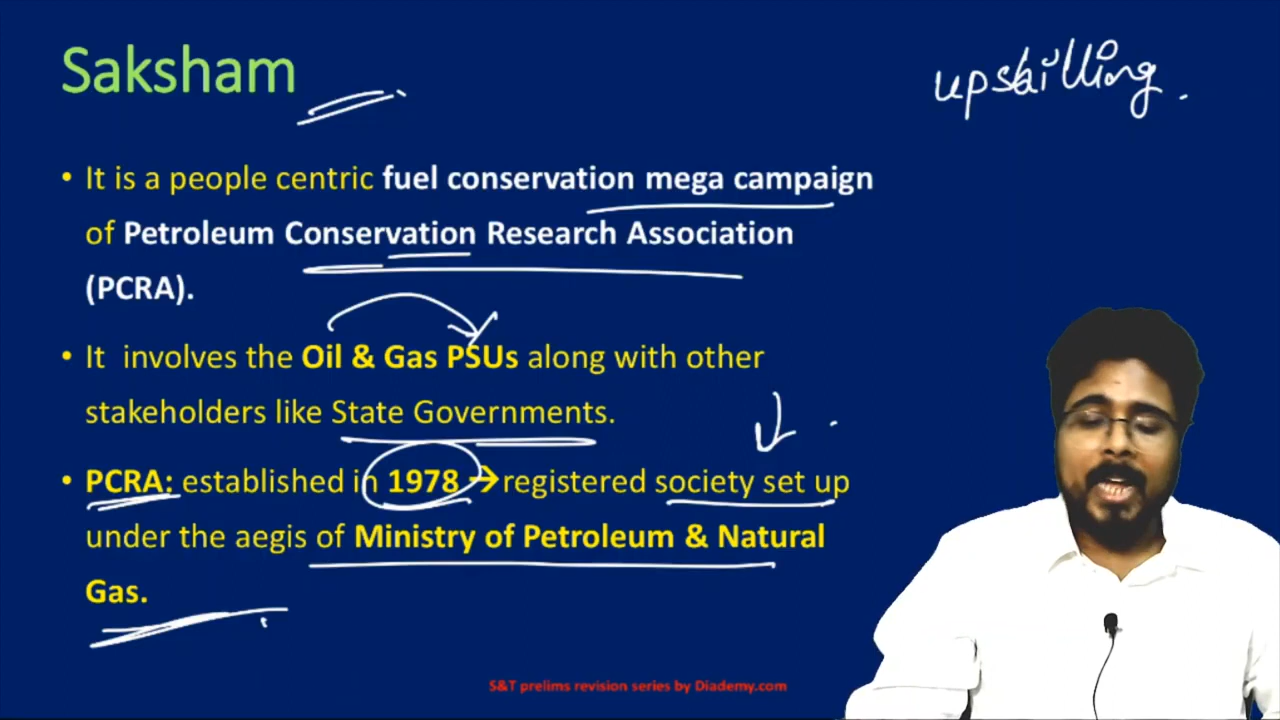 Saksham
upskilling.
• It is a people centric fuel conservation mega campaign
of Petroleum Conservation Research Association
(PCRA).
• It involves the Oil & Gas PSUs along with other
stakeholders like State Governments.
• PCRA: established in 1978 → registered society set up
under the aegis of Ministry of Petroleum & Natural
Gas.
S&T prelims revision series by Diademy.com